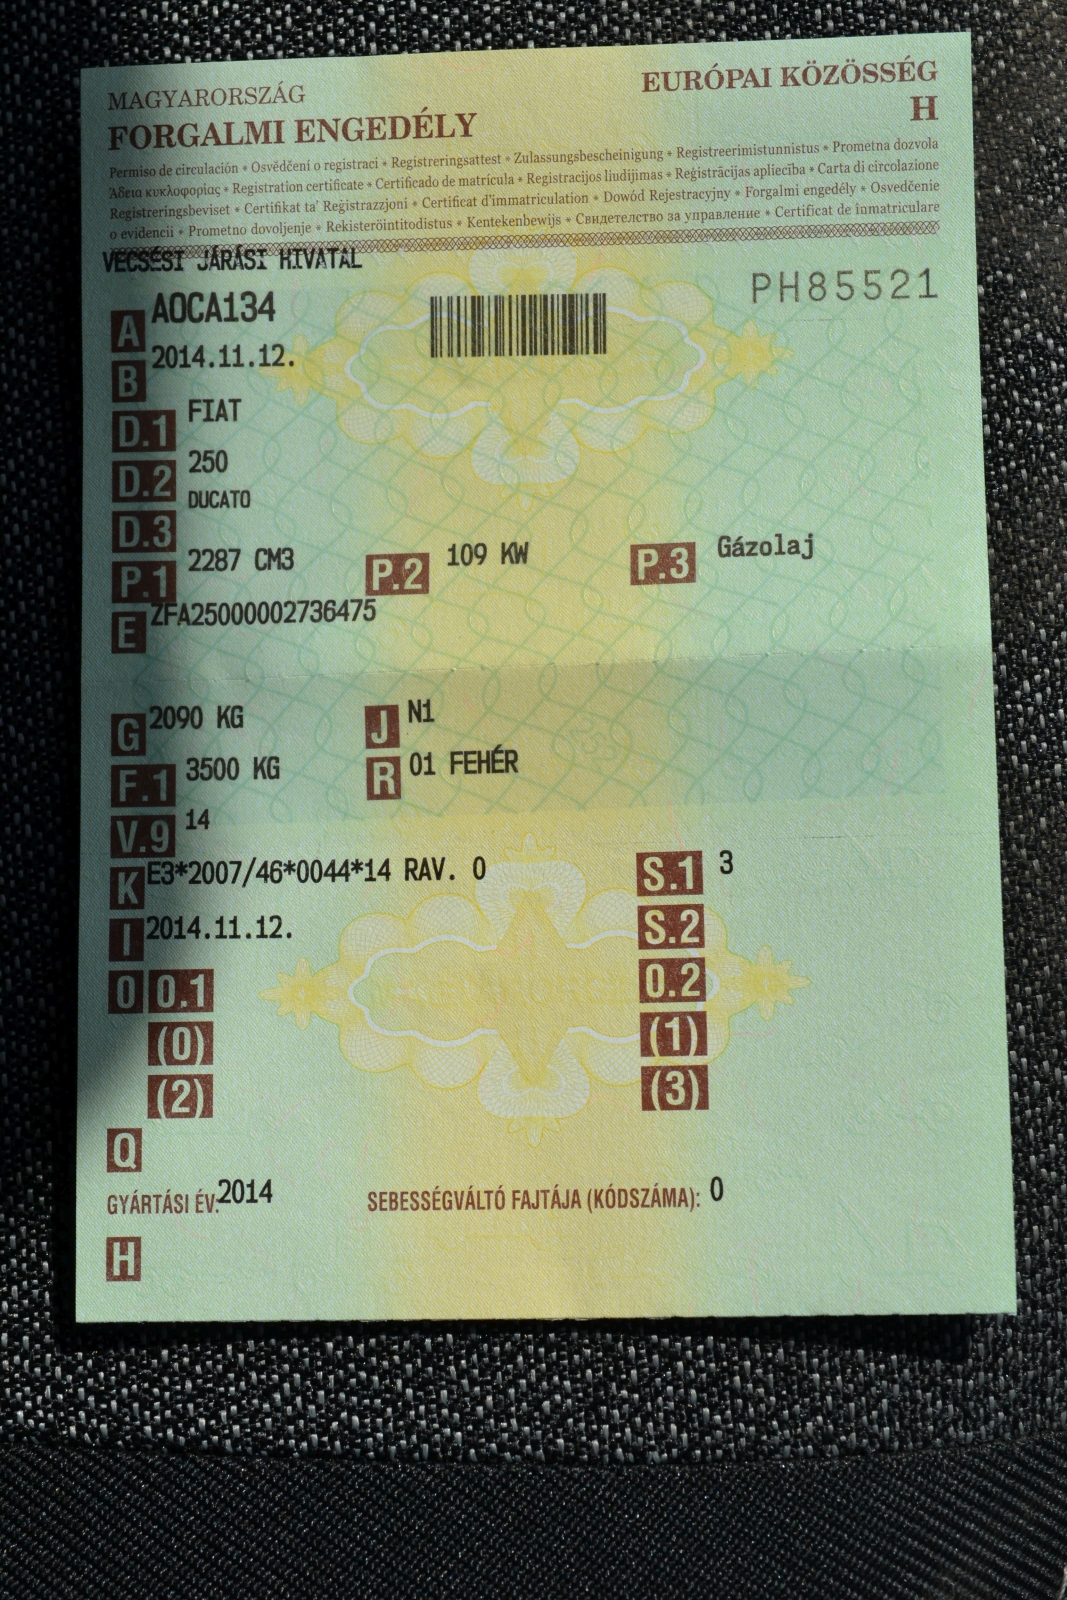 MAGYARORSZÁG EURÓPAI KÖZÖSSÉG
FORGALMI ENGEDÉLY H
Permiso de circulación • Osvědčení o registraci • Registreringsattest • Zulassungsbescheinigung • Registreerimistunnistus • Prometna dozvola
Άδεια κυκλοφορίας • Registration certificate • Certificado de matrícula • Registracijos liudijimas • Reģistrācijas apliecība • Carta di circolazione
Registreringsbeviset • Certifikat ta' Reġistrazzjoni • Certificat d'immatriculation • Dowód Rejestracyjny • Forgalmi engedély • Osvedčenie
o evidencii • Prometno dovoljenje • Rekisteröintitodistus • Kentekenbewijs • Свидетелство за управление • Certificat de înmatriculare
VECSÉSI JÁRÁSI HIVATAL
PH85521
A AOCA134
B 2014.11.12.
D.1 FIAT
D.2 250
DUCATO
D.3
P.1 2287 CM3 P.2 109 KW P.3 Gázolaj
E ZFA25000002736475
G 2090 KG J N1
F.1 3500 KG R 01 FEHÉR
V.9 14
K E3*2007/46*0044*14 RAV. 0 S.1 3
I 2014.11.12. S.2
O O.1 O.2
(0) (1)
(2) (3)
Q
GYÁRTÁSI ÉV: 2014 SEBESSÉGVÁLTÓ FAJTÁJA (KÓDSZÁMA): 0
H